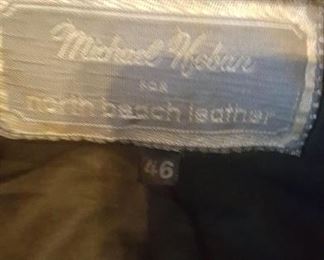 Michael Hoban
FOR
north beach leather
46